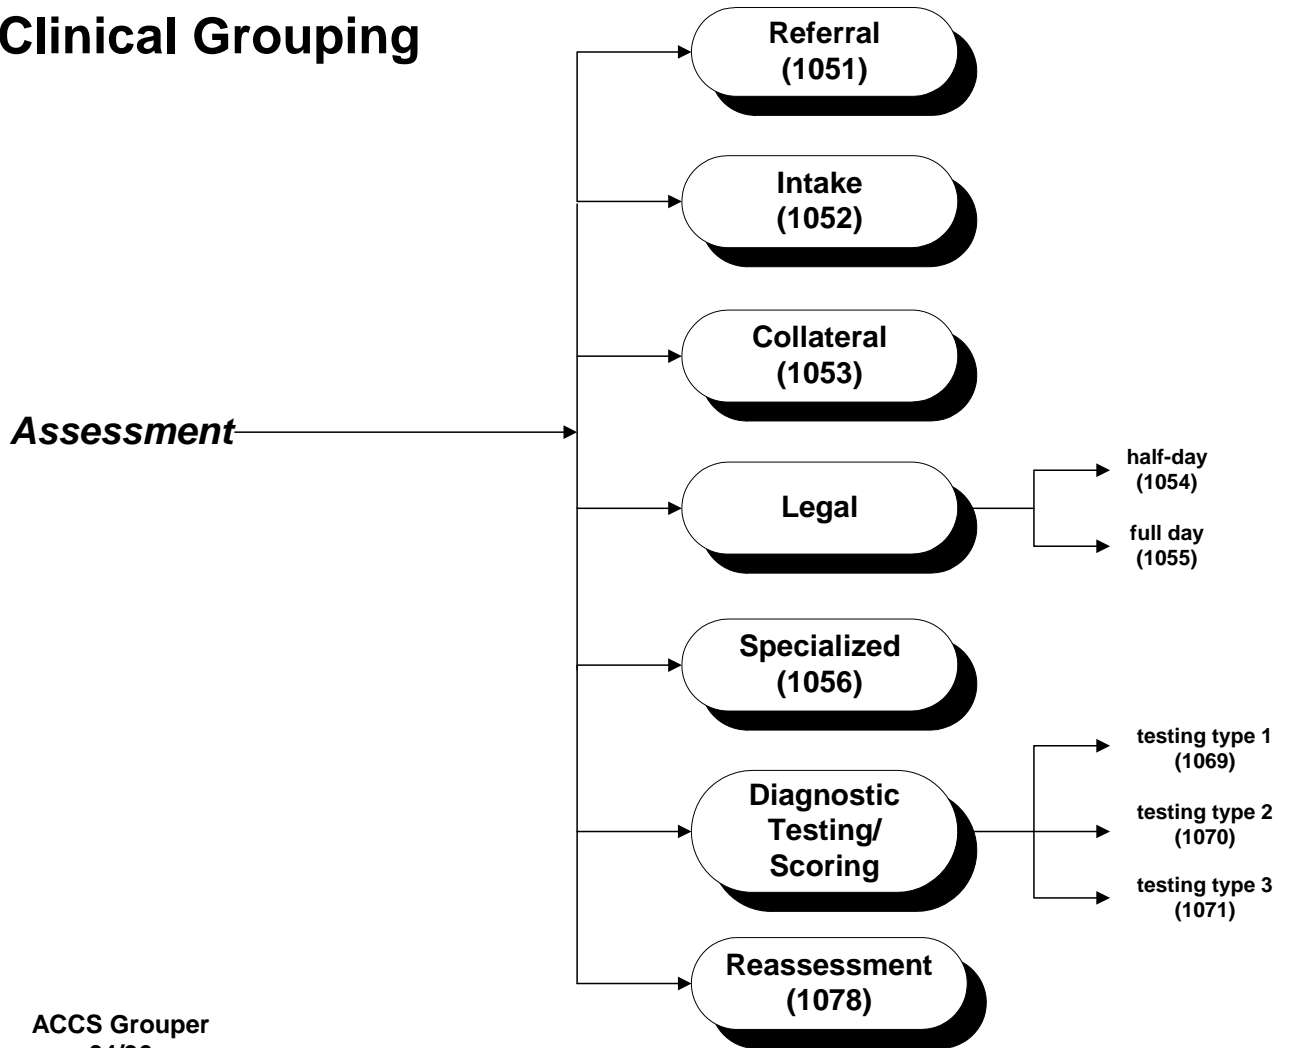 Clinical Grouping
Referral
(1051)
Intake
(1052)
Collateral
(1053)
Assessment
Legal
half-day
(1054)
full day
(1055)
Specialized
(1056)
Diagnostic
Testing/
Scoring
testing type 1
(1069)
testing type 2
(1070)
testing type 3
(1071)
Reassessment
(1078)
ACCS Grouper